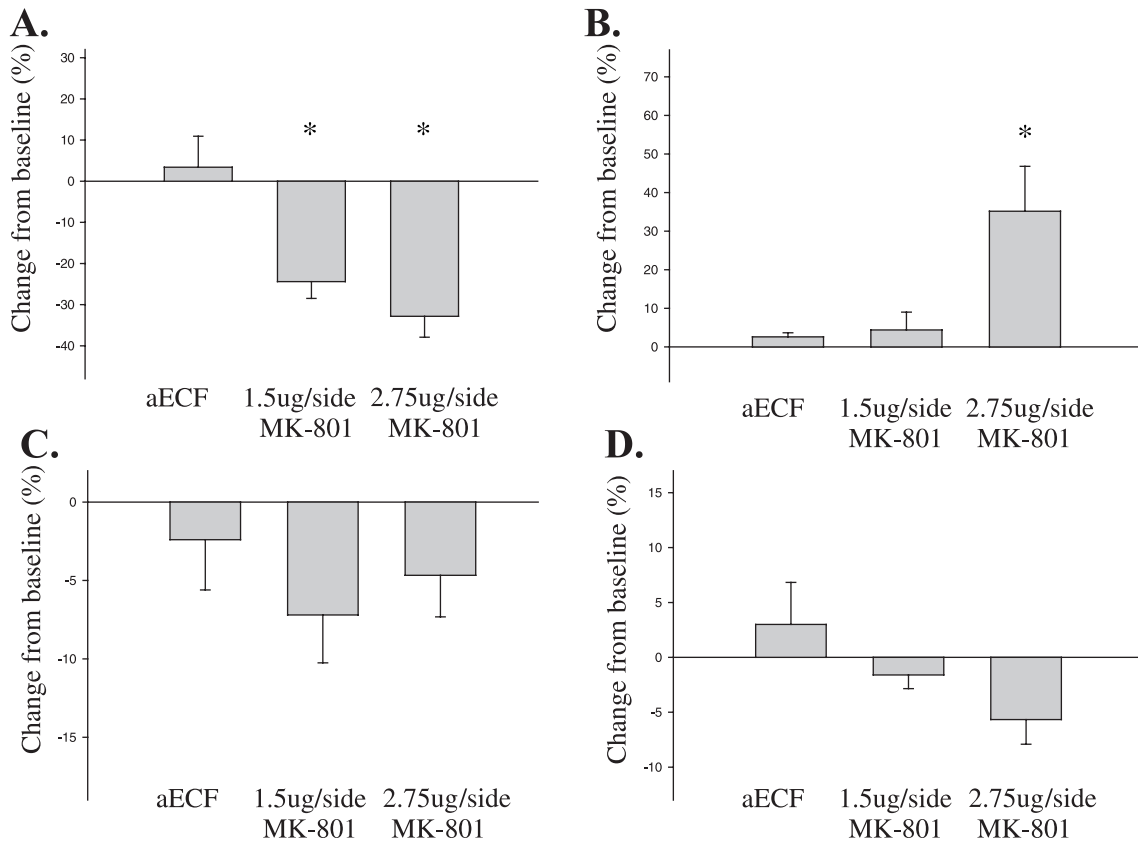 A.
Change from baseline (%)
30
20
10
0
-10
-20
-30
-40
*
*
aECF 1.5ug/side 2.75ug/side
MK-801 MK-801
B.
Change from baseline (%)
70
60
50
40
30
20
10
0
*
aECF 1.5ug/side 2.75ug/side
MK-801 MK-801
C.
Change from baseline (%)
0
-5
-10
-15
aECF 1.5ug/side 2.75ug/side
MK-801 MK-801
D.
Change from baseline (%)
15
10
5
0
-5
-10
aECF 1.5ug/side 2.75ug/side
MK-801 MK-801